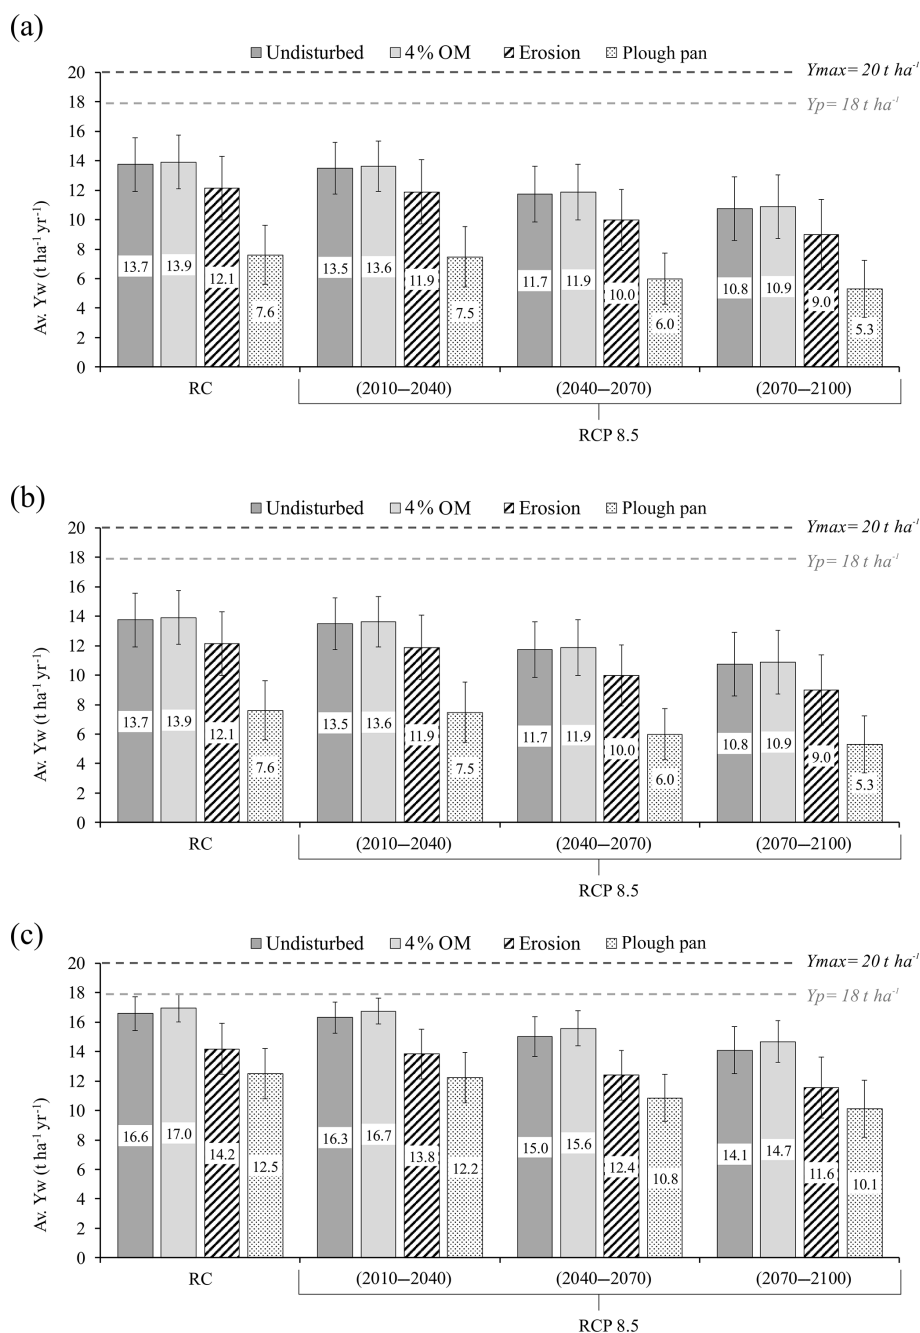 (a)
Undisturbed 4% OM Erosion Plough pan
Ymax= 20 t ha⁻¹
Yp= 18 t ha⁻¹
Av. Yw (t ha⁻¹ yr⁻¹)
20
18
16
14
12
10
8
6
4
2
0
13.7 13.9 12.1 7.6 13.5 13.6 11.9 7.5 11.7 11.9 10.0 6.0 10.8 10.9 9.0 5.3
RC (2010—2040) (2040—2070) (2070—2100)
RCP 8.5
(b)
Undisturbed 4% OM Erosion Plough pan
Ymax= 20 t ha⁻¹
Yp= 18 t ha⁻¹
Av. Yw (t ha⁻¹ yr⁻¹)
20
18
16
14
12
10
8
6
4
2
0
13.7 13.9 12.1 7.6 13.5 13.6 11.9 7.5 11.7 11.9 10.0 6.0 10.8 10.9 9.0 5.3
RC (2010—2040) (2040—2070) (2070—2100)
RCP 8.5
(c)
Undisturbed 4% OM Erosion Plough pan
Ymax= 20 t ha⁻¹
Yp= 18 t ha⁻¹
Av. Yw (t ha⁻¹ yr⁻¹)
20
18
16
14
12
10
8
6
4
2
0
16.6 17.0 14.2 12.5 16.3 16.7 13.8 12.2 15.0 15.6 12.4 10.8 14.1 14.7 11.6 10.1
RC (2010—2040) (2040—2070) (2070—2100)
RCP 8.5